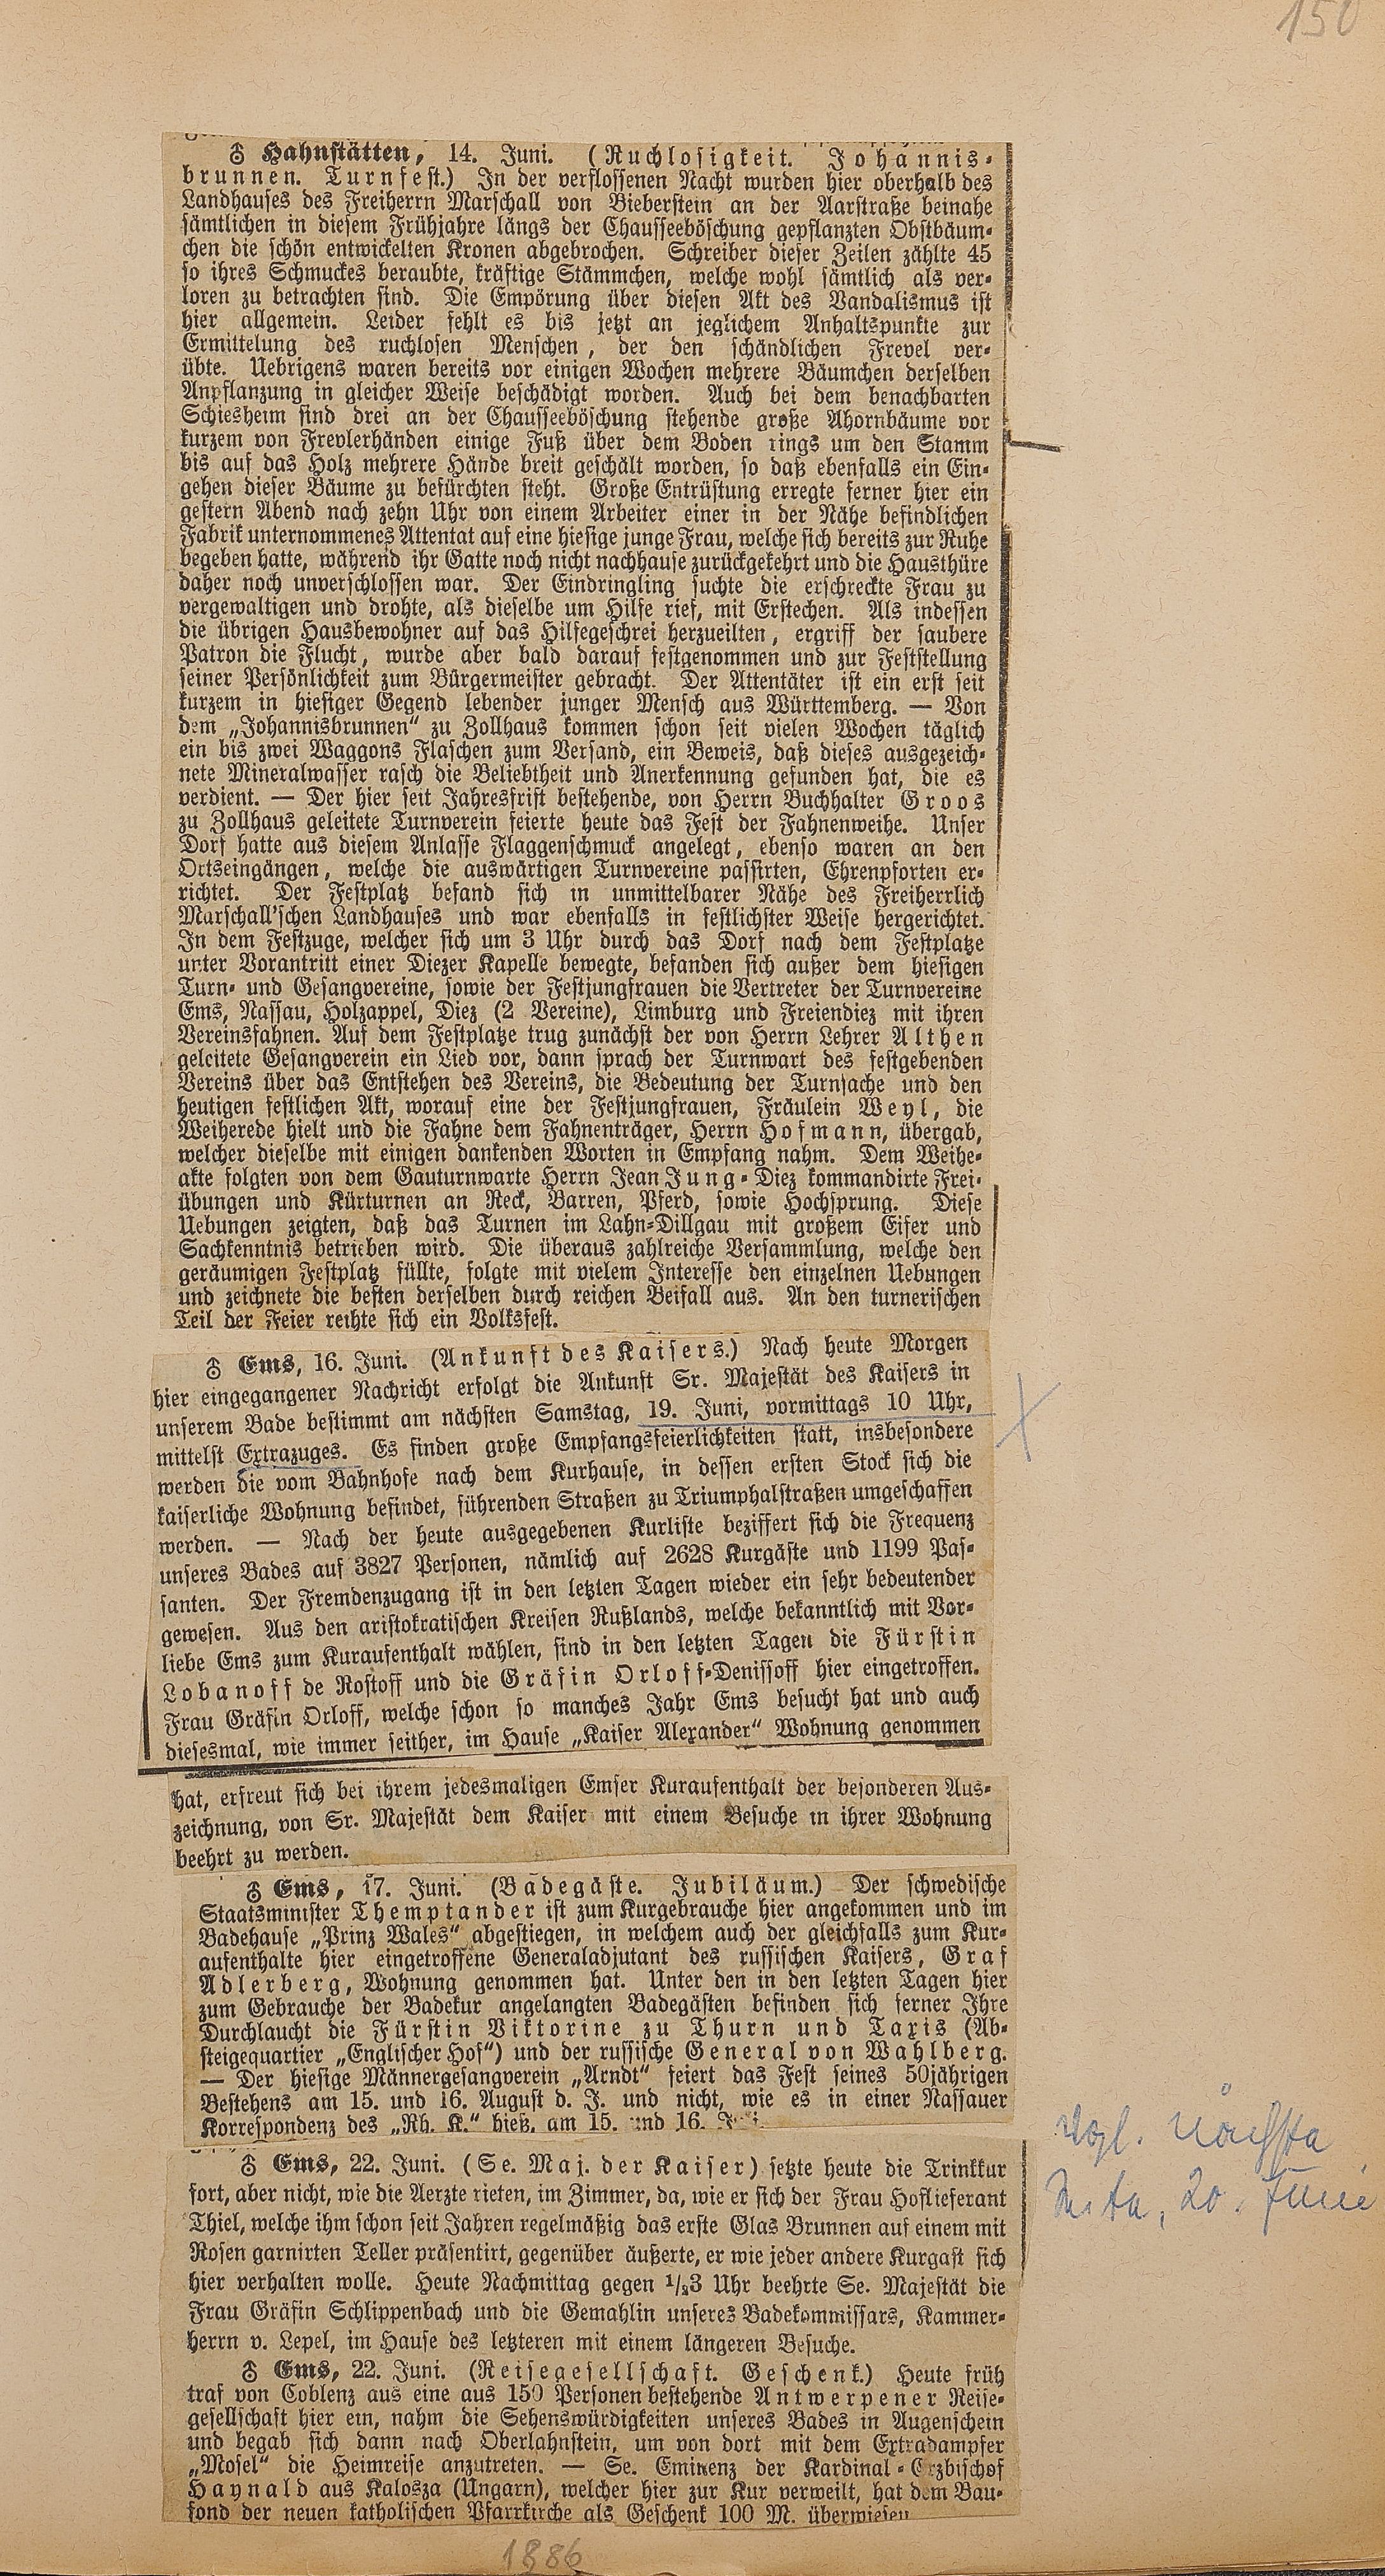 150
♁ Hahnstätten, 14. Juni. (Ruchlosigkeit. Johannis-
brunnen. Turnfest.) In der verflossenen Nacht wurden hier oberhalb des
Landhauses des Freiherrn Marschall von Bieberstein an der Aarstraße beinahe
sämtlichen in diesem Frühjahre längs der Chausseeböschung gepflanzten Obstbäum-
chen die schön entwickelten Kronen abgebrochen. Schreiber dieser Zeilen zählte 45
so ihres Schmuckes beraubte, kräftige Stämmchen, welche wohl sämtlich als ver-
loren zu betrachten sind. Die Empörung über diesen Akt des Vandalismus ist
hier allgemein. Leider fehlt es bis jetzt an jeglichem Anhaltspunkte zur
Ermittelung des ruchlosen Menschen, der den schändlichen Frevel ver-
übte. Uebrigens waren bereits vor einigen Wochen mehrere Bäumchen derselben
Anpflanzung in gleicher Weise beschädigt worden. Auch bei dem benachbarten
Schiesheim sind drei an der Chausseeböschung stehende große Ahornbäume vor
kurzem von Frevlerhänden einige Fuß über dem Boden rings um den Stamm
bis auf das Holz mehrere Hände breit geschält worden, so daß ebenfalls ein Ein-
gehen dieser Bäume zu befürchten steht. Große Entrüstung erregte ferner hier ein
gestern Abend nach zehn Uhr von einem Arbeiter einer in der Nähe befindlichen
Fabrik unternommenes Attentat auf eine hiesige junge Frau, welche sich bereits zur Ruhe
begeben hatte, während ihr Gatte noch nicht nachhause zurückgekehrt und die Hausthüre
daher noch unverschlossen war. Der Eindringling suchte die erschreckte Frau zu
vergewaltigen und drohte, als dieselbe um Hilfe rief, mit Erstechen. Als indessen
die übrigen Hausbewohner auf das Hilfegeschrei herzueilten, ergriff der saubere
Patron die Flucht, wurde aber bald darauf festgenommen und zur Feststellung
seiner Persönlichkeit zum Bürgermeister gebracht. Der Attentäter ist ein erst seit
kurzem in hiesiger Gegend lebender junger Mensch aus Württemberg. — Von
dem „Johannisbrunnen“ zu Zollhaus kommen schon seit vielen Wochen täglich
ein bis zwei Waggons Flaschen zum Versand, ein Beweis, daß dieses ausgezeich-
nete Mineralwasser rasch die Beliebtheit und Anerkennung gefunden hat, die es
verdient. — Der hier seit Jahresfrist bestehende, von Herrn Buchhalter Groos
zu Zollhaus geleitete Turnverein feierte heute das Fest der Fahnenweihe. Unser
Dorf hatte aus diesem Anlasse Flaggenschmuck angelegt, ebenso waren an den
Ortseingängen, welche die auswärtigen Turnvereine passirten, Ehrenpforten er-
richtet. Der Festplatz befand sich in unmittelbarer Nähe des Freiherrlich
Marschall'schen Landhauses und war ebenfalls in festlichster Weise hergerichtet.
In dem Festzuge, welcher sich um 3 Uhr durch das Dorf nach dem Festplatze
unter Vorantritt einer Diezer Kapelle bewegte, befanden sich außer dem hiesigen
Turn- und Gesangvereine, sowie der Festjungfrauen die Vertreter der Turnvereine
Ems, Nassau, Holzappel, Diez (2 Vereine), Limburg und Freiendiez mit ihren
Vereinsfahnen. Auf dem Festplatze trug zunächst der von Herrn Lehrer Althen
geleitete Gesangverein ein Lied vor, dann sprach der Turnwart des festgebenden
Vereins über das Entstehen des Vereins, die Bedeutung der Turnsache und den
heutigen festlichen Akt, worauf eine der Festjungfrauen, Fräulein Weyl, die
Weiherede hielt und die Fahne dem Fahnenträger, Herrn Hofmann, übergab,
welcher dieselbe mit einigen dankenden Worten in Empfang nahm. Dem Weihe-
akte folgten von dem Gauturnwarte Herrn Jean Jung-Diez kommandirte Frei-
übungen und Kürturnen an Reck, Barren, Pferd, sowie Hochsprung. Diese
Uebungen zeigten, daß das Turnen im Lahn-Dillgau mit großem Eifer und
Sachkenntnis betrieben wird. Die überaus zahlreiche Versammlung, welche den
geräumigen Festplatz füllte, folgte mit vielem Interesse den einzelnen Uebungen
und zeichnete die besten derselben durch reichen Beifall aus. An den turnerischen
Teil der Feier reihte sich ein Volksfest.
♁ Ems, 16. Juni. (Ankunft des Kaisers.) Nach heute Morgen
hier eingegangener Nachricht erfolgt die Ankunft Sr. Majestät des Kaisers in
unserem Bade bestimmt am nächsten Samstag, 19. Juni, vormittags 10 Uhr,
mittelst Extrazuges. Es finden große Empfangsfeierlichkeiten statt, insbesondere
werden die vom Bahnhofe nach dem Kurhause, in dessen ersten Stock sich die
kaiserliche Wohnung befindet, führenden Straßen zu Triumphalstraßen umgeschaffen
werden. — Nach der heute ausgegebenen Kurliste beziffert sich die Frequenz
unseres Bades auf 3827 Personen, nämlich auf 2628 Kurgäste und 1199 Pas-
santen. Der Fremdenzugang ist in den letzten Tagen wieder ein sehr bedeutender
gewesen. Aus den aristokratischen Kreisen Rußlands, welche bekanntlich mit Vor-
liebe Ems zum Kuraufenthalt wählen, sind in den letzten Tagen die Fürstin
Lobanoff de Rostoff und die Gräfin Orloff-Denissoff hier eingetroffen.
Frau Gräfin Orloff, welche schon so manches Jahr Ems besucht hat und auch
diesesmal, wie immer seither, im Hause „Kaiser Alexander“ Wohnung genommen
hat, erfreut sich bei ihrem jedesmaligen Emser Kuraufenthalt der besonderen Aus-
zeichnung, von Sr. Majestät dem Kaiser mit einem Besuche in ihrer Wohnung
beehrt zu werden.
♁ Ems, 17. Juni. (Badegäste. Jubiläum.) Der schwedische
Staatsminister Themptander ist zum Kurgebrauche hier angekommen und im
Badehause „Prinz Wales“ abgestiegen, in welchem auch der gleichfalls zum Kur-
aufenthalte hier eingetroffene Generaladjutant des russischen Kaisers, Graf
Adlerberg, Wohnung genommen hat. Unter den in den letzten Tagen hier
zum Gebrauche der Badekur angelangten Badegästen befinden sich ferner Ihre
Durchlaucht die Fürstin Viktorine zu Thurn und Taxis (Ab-
steigequartier „Englischer Hof“) und der russische General von Wahlberg.
— Der hiesige Männergesangverein „Arndt“ feiert das Fest seines 50jährigen
Bestehens am 15. und 16. August d. J. und nicht, wie es in einer Nassauer
Korrespondenz des „Rh. K.“ hieß, am 15. und 16.
♁ Ems, 22. Juni. (Se. Maj. der Kaiser) setzte heute die Trinkkur
fort, aber nicht, wie die Aerzte rieten, im Zimmer, da, wie er sich der Frau Hoflieferant
Thiel, welche ihm schon seit Jahren regelmäßig das erste Glas Brunnen auf einem mit
Rosen garnirten Teller präsentirt, gegenüber äußerte, er wie jeder andere Kurgast sich
hier verhalten wolle. Heute Nachmittag gegen 1/23 Uhr beehrte Se. Majestät die
Frau Gräfin Schlippenbach und die Gemahlin unseres Badekommissars, Kammer-
herrn v. Lepel, im Hause des letzteren mit einem längeren Besuche.
♁ Ems, 22. Juni. (Reisegesellschaft. Geschenk.) Heute früh
traf von Coblenz aus eine aus 150 Personen bestehende Antwerpener Reise-
gesellschaft hier ein, nahm die Sehenswürdigkeiten unseres Bades in Augenschein
und begab sich dann nach Oberlahnstein, um von dort mit dem Extradampfer
„Mosel“ die Heimreise anzutreten. — Se. Eminenz der Kardinal-Erzbischof
Haynald aus Kalosza (Ungarn), welcher hier zur Kur verweilt, hat dem Bau-
fond der neuen katholischen Pfarrkirche als Geschenk 100 M. überwiesen
vgl. nächste
Seite, 20. Juni
1886